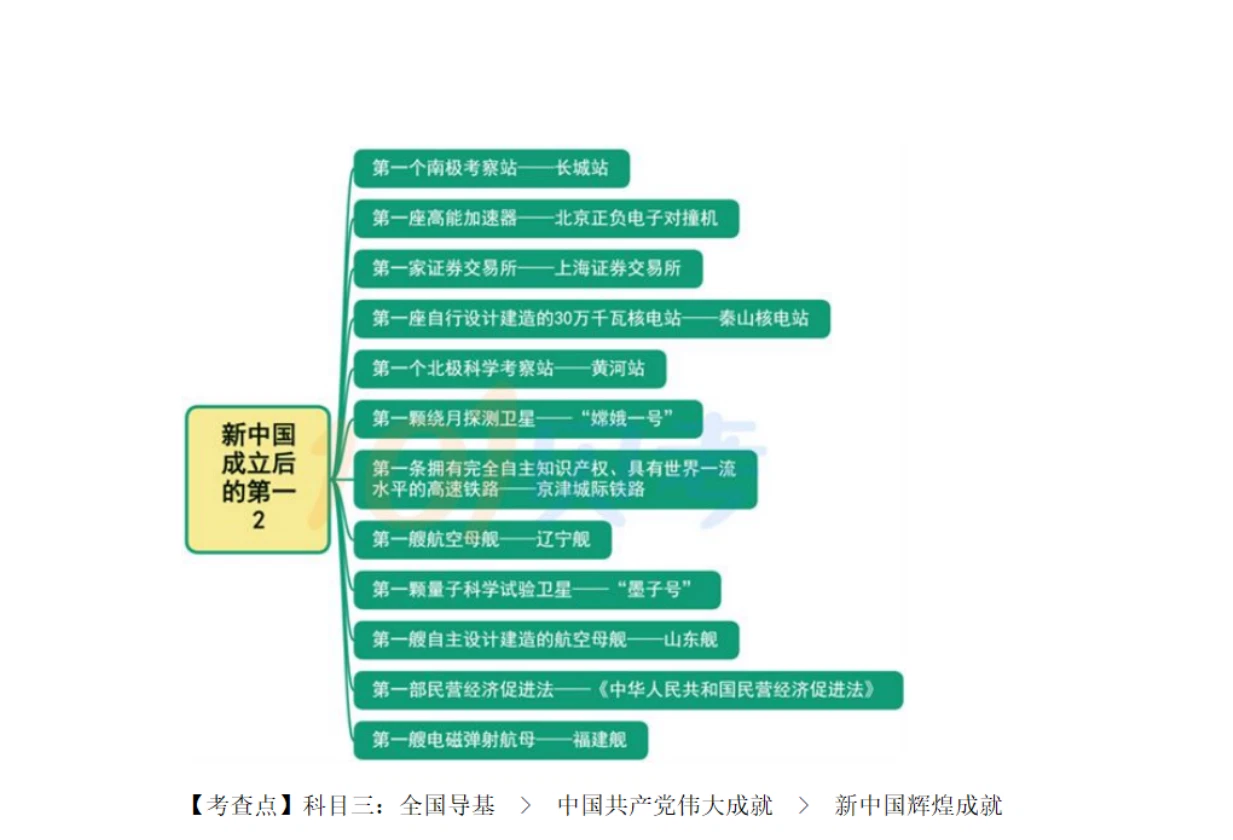 第一个南极考察站——长城站
第一座高能加速器——北京正负电子对撞机
第一家证券交易所——上海证券交易所
第一座自行设计建造的30万千瓦核电站——秦山核电站
第一个北极科学考察站——黄河站
第一颗绕月探测卫星——“嫦娥一号”
新中国
成立后
的第一
2
第一条拥有完全自主知识产权、具有世界一流
水平的高速铁路——京津城际铁路
第一艘航空母舰——辽宁舰
第一颗量子科学试验卫星——“墨子号”
第一艘自主设计建造的航空母舰——山东舰
第一部民营经济促进法——《中华人民共和国民营经济促进法》
第一艘电磁弹射航母——福建舰
【考查点】科目三：全国导基 > 中国共产党伟大成就 > 新中国辉煌成就